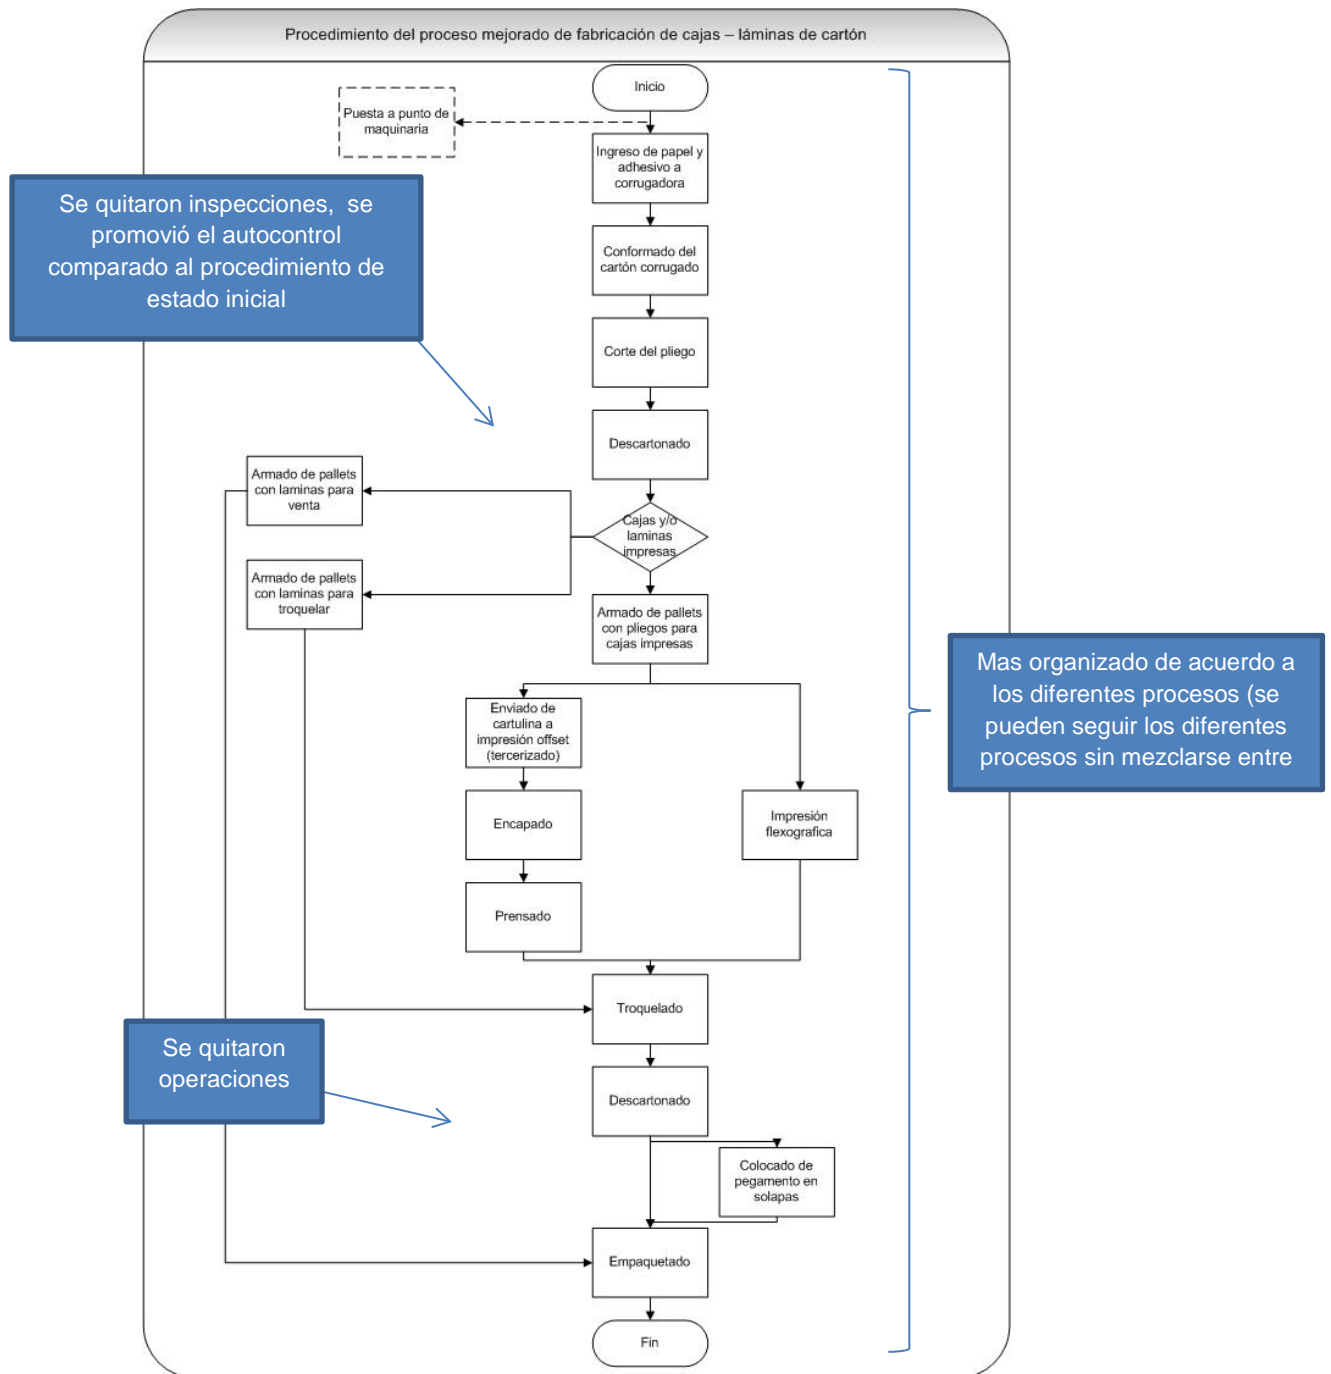 Procedimiento del proceso mejorado de fabricación de cajas – láminas de cartón
Inicio
Puesta a punto de
maquinaria
Ingreso de papel y
adhesivo a
corrugadora
Se quitaron inspecciones, se
promovió el autocontrol
comparado al procedimiento de
estado inicial
Conformado del
cartón corrugado
Corte del pliego
Descartonado
Armado de pallets
con laminas para
venta
Cajas y/o
laminas
impresas
Armado de pallets
con laminas para
troquelar
Armado de pallets
con pliegos para
cajas impresas
Mas organizado de acuerdo a
los diferentes procesos (se
pueden seguir los diferentes
procesos sin mezclarse entre
Enviado de
cartulina a
impresión offset
(tercerizado)
Encapado
Impresión
flexografica
Prensado
Troquelado
Se quitaron
operaciones
Descartonado
Colocado de
pegamento en
solapas
Empaquetado
Fin